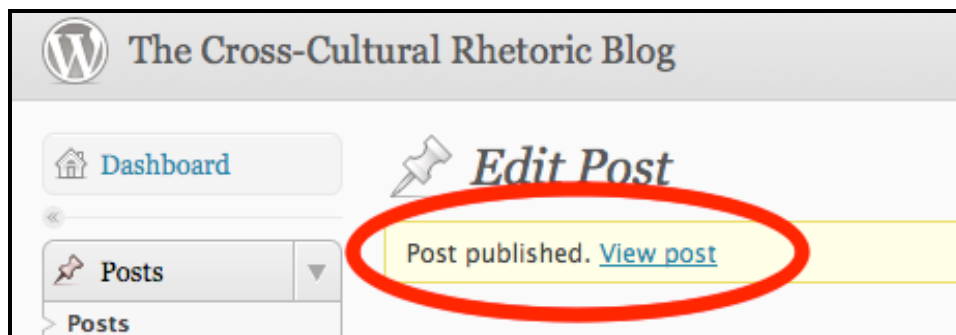 The Cross-Cultural Rhetoric Blog
Dashboard
Edit Post
Post published. View post
Posts
Posts